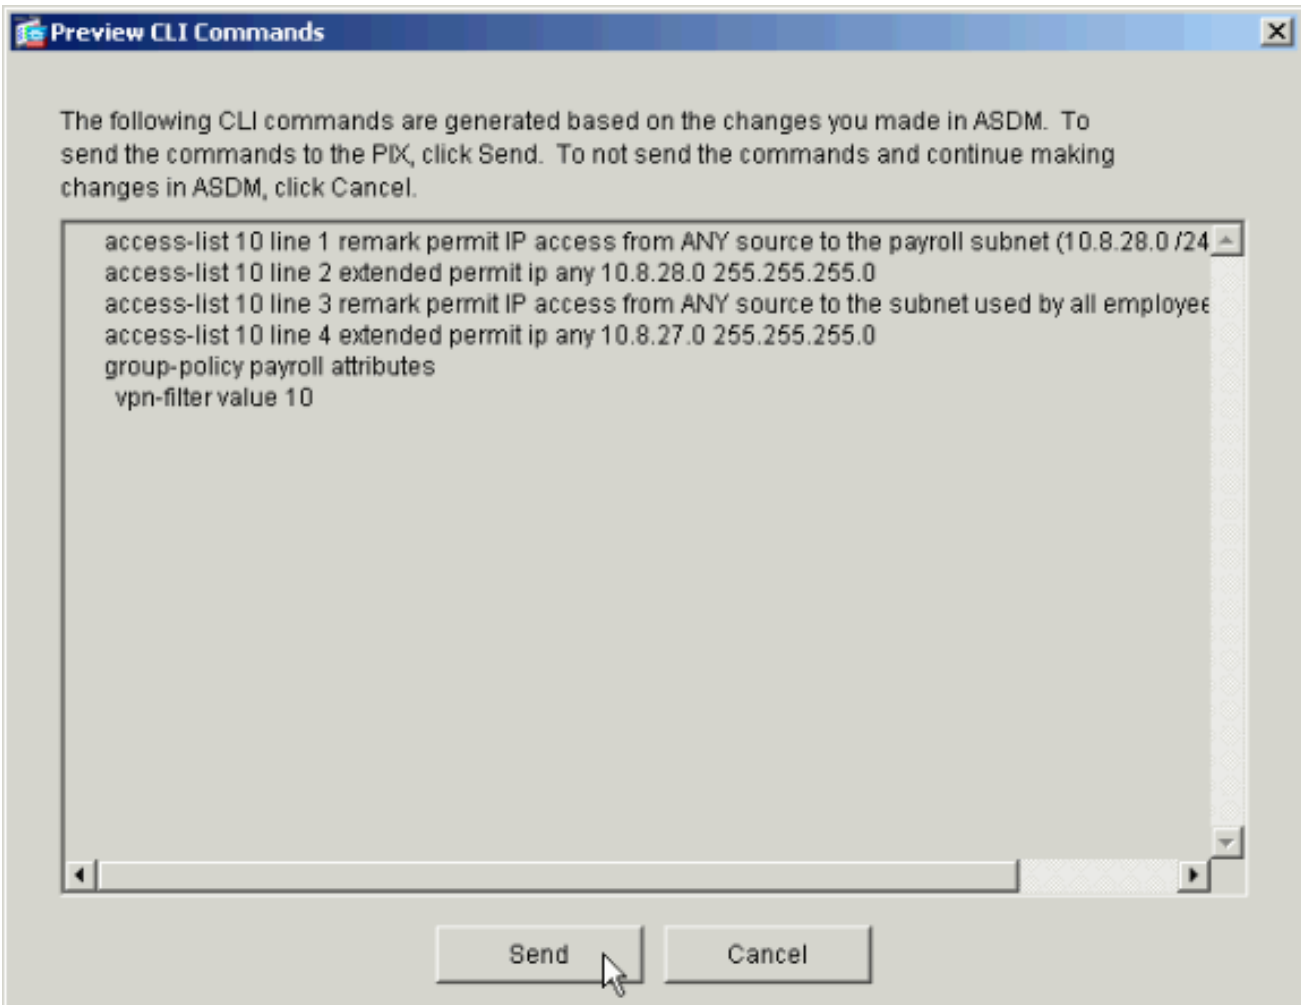 Preview CLI Commands
The following CLI commands are generated based on the changes you made in ASDM. To
send the commands to the PIX, click Send. To not send the commands and continue making
changes in ASDM, click Cancel.
access-list 10 line 1 remark permit IP access from ANY source to the payroll subnet (10.8.28.0 /24
access-list 10 line 2 extended permit ip any 10.8.28.0 255.255.255.0
access-list 10 line 3 remark permit IP access from ANY source to the subnet used by all employee
access-list 10 line 4 extended permit ip any 10.8.27.0 255.255.255.0
group-policy payroll attributes
vpn-filter value 10
Send
Cancel